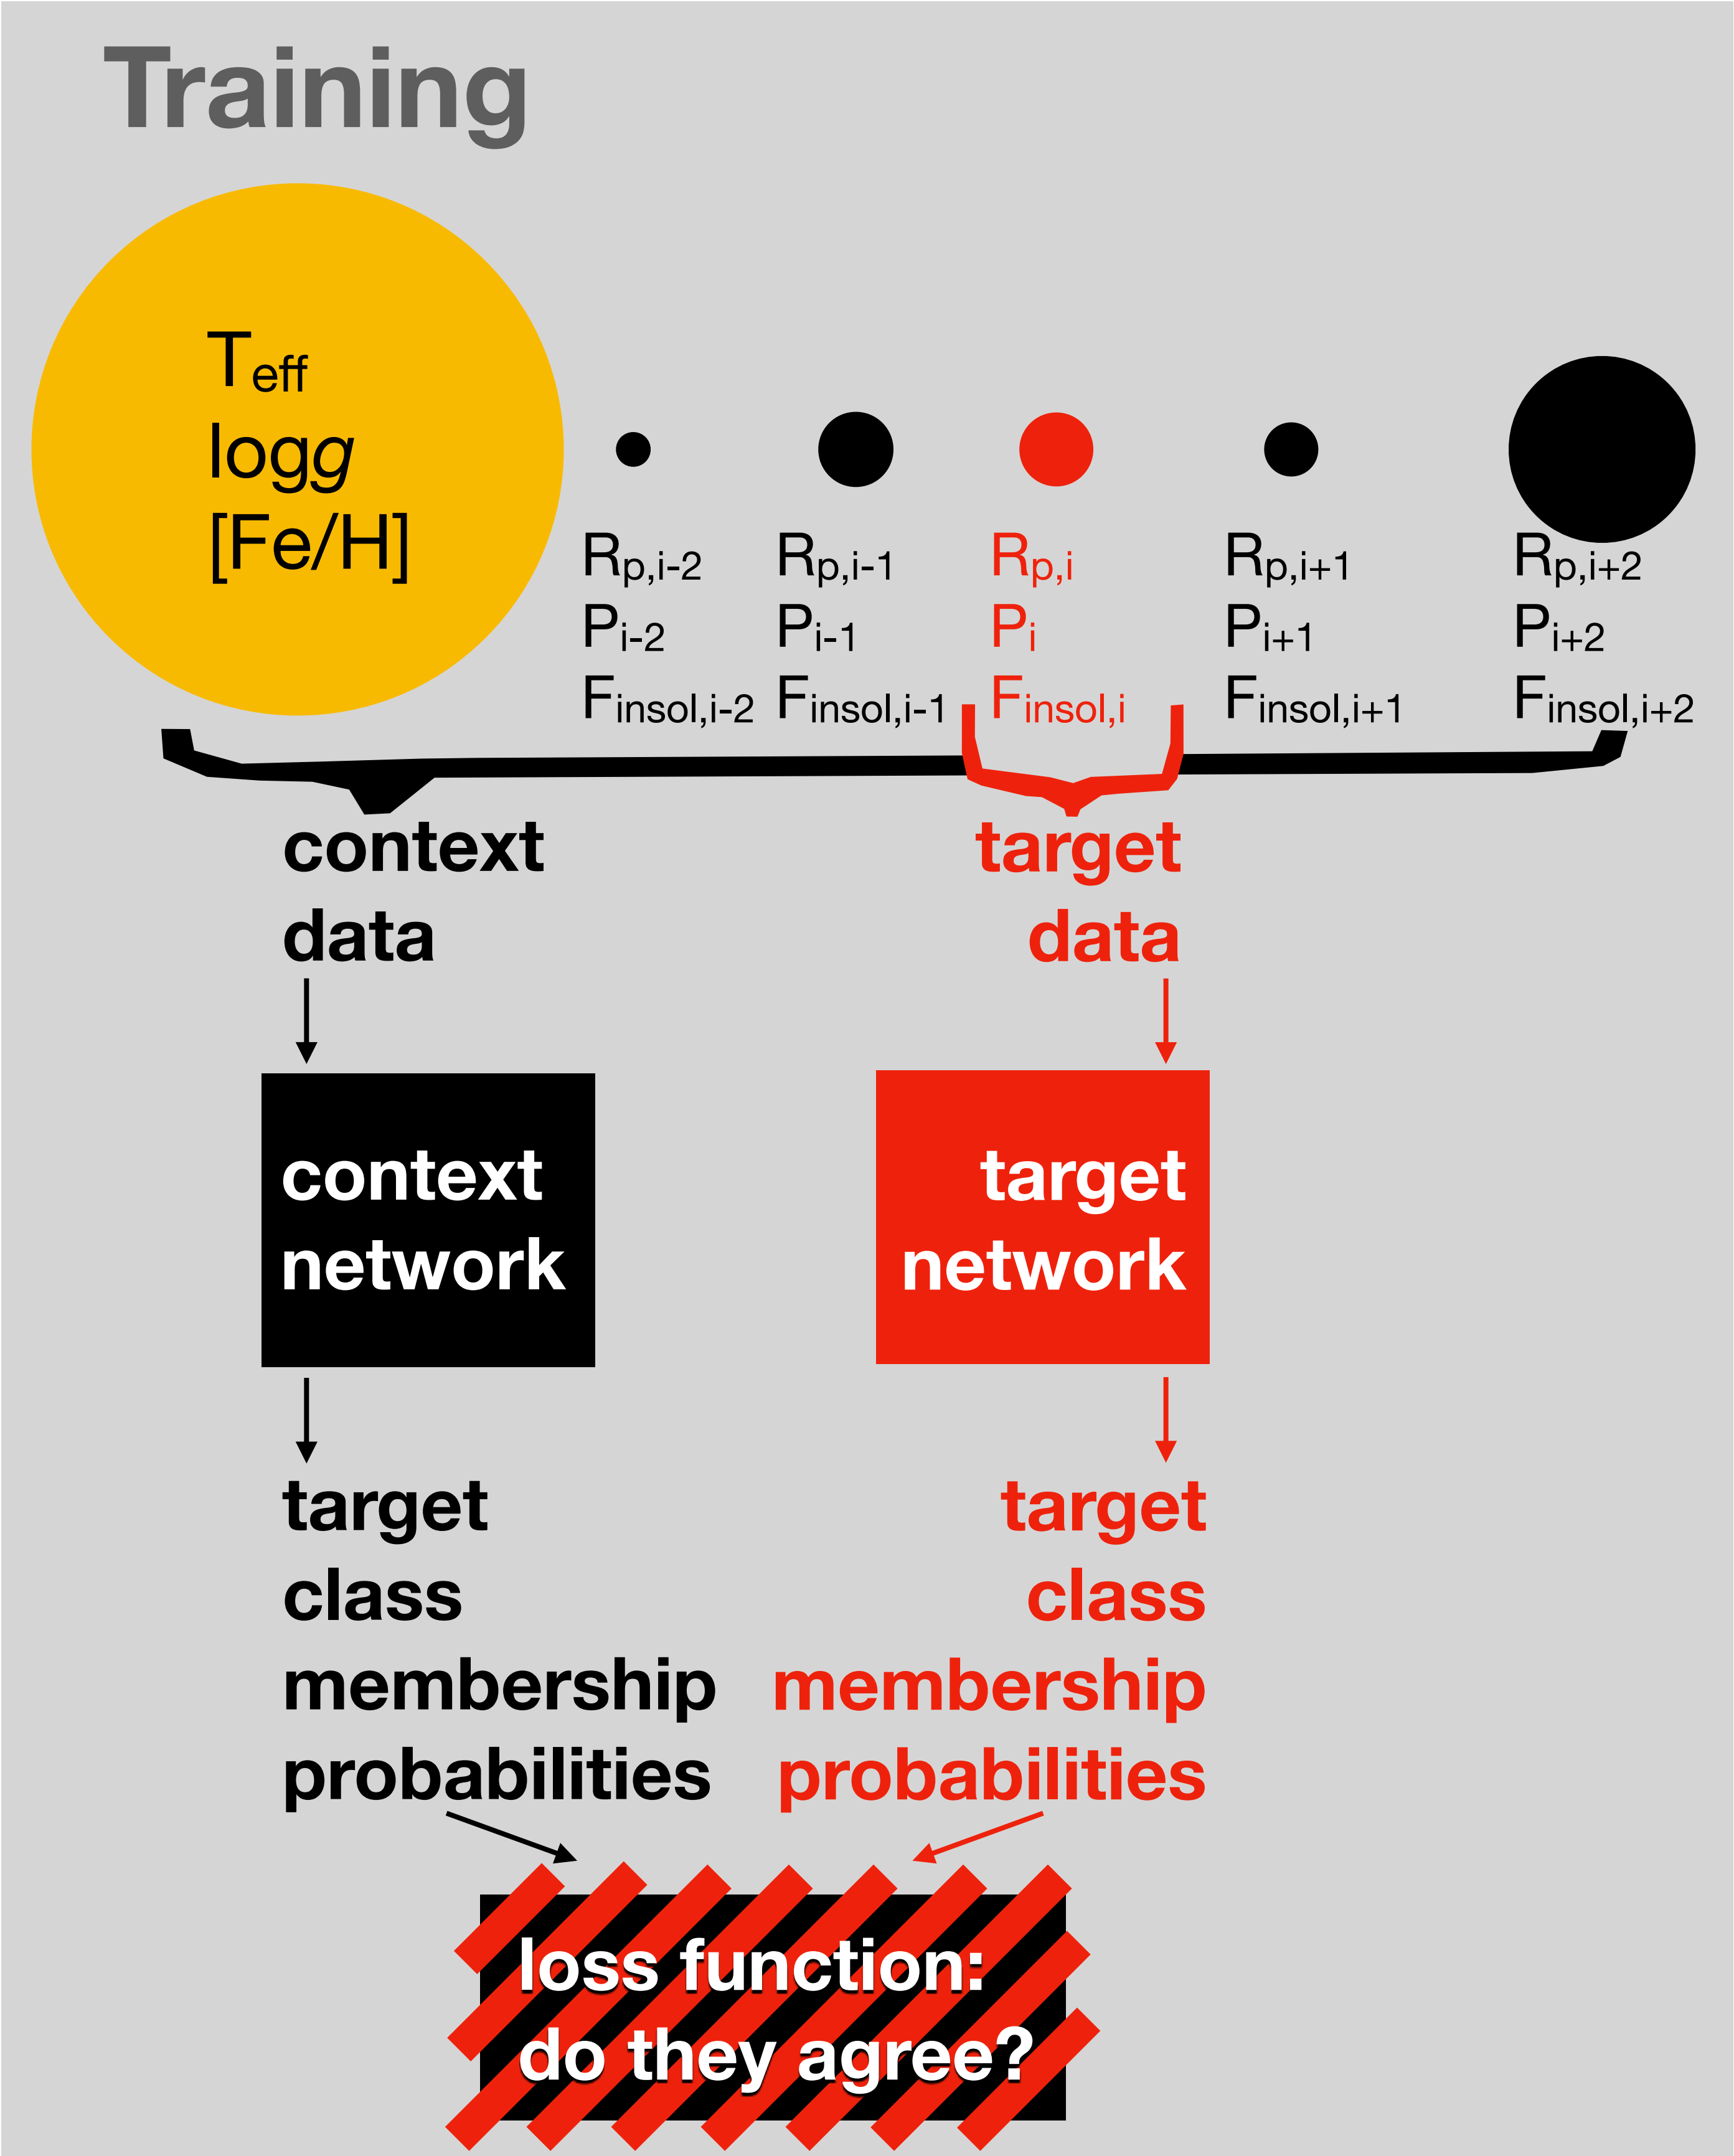 Training
Teff
logg
[Fe/H]
Rp,i-2 Rp,i-1 Rp,i Rp,i+1 Rp,i+2
Pi-2 Pi-1 Pi Pi+1 Pi+2
Finsol,i-2 Finsol,i-1 Finsol,i Finsol,i+1 Finsol,i+2
context
data
target
data
context
network
target
network
target
class
membership
probabilities
target
class
membership
probabilities
loss function:
do they agree?